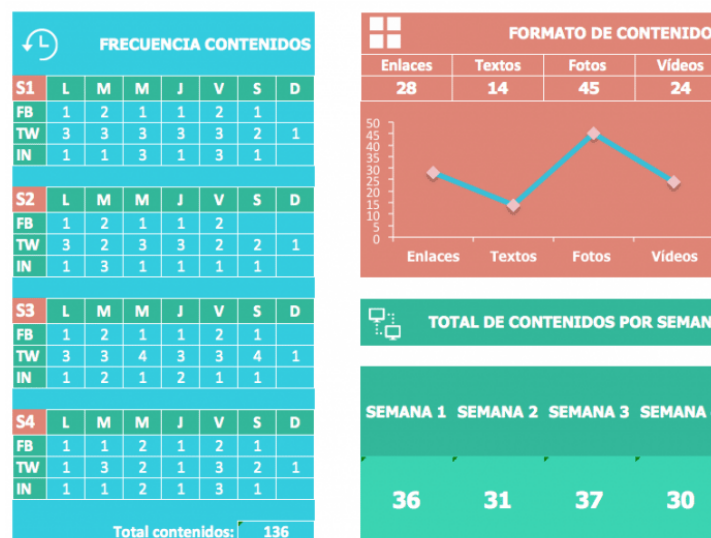 FRECUENCIA CONTENIDOS
S1 L M M J V S D
FB 1 2 1 1 2 1
TW 3 3 3 3 3 2 1
IN 1 1 3 1 3 1
S2 L M M J V S D
FB 1 2 1 1 2
TW 3 2 3 3 2 2 1
IN 1 3 1 1 1 1
S3 L M M J V S D
FB 1 2 1 1 2 1
TW 3 3 4 3 3 4 1
IN 1 2 1 2 1 1
S4 L M M J V S D
FB 1 1 2 1 2 1
TW 1 3 2 1 3 2 1
IN 1 1 2 1 3 1
Total contenidos: 136
FORMATO DE CONTENIDO
Enlaces Textos Fotos Vídeos
28 14 45 24
50
45
40
35
30
25
20
15
10
5
0
Enlaces Textos Fotos Vídeos
TOTAL DE CONTENIDOS POR SEMAN
SEMANA 1 SEMANA 2 SEMANA 3 SEMANA
36 31 37 30